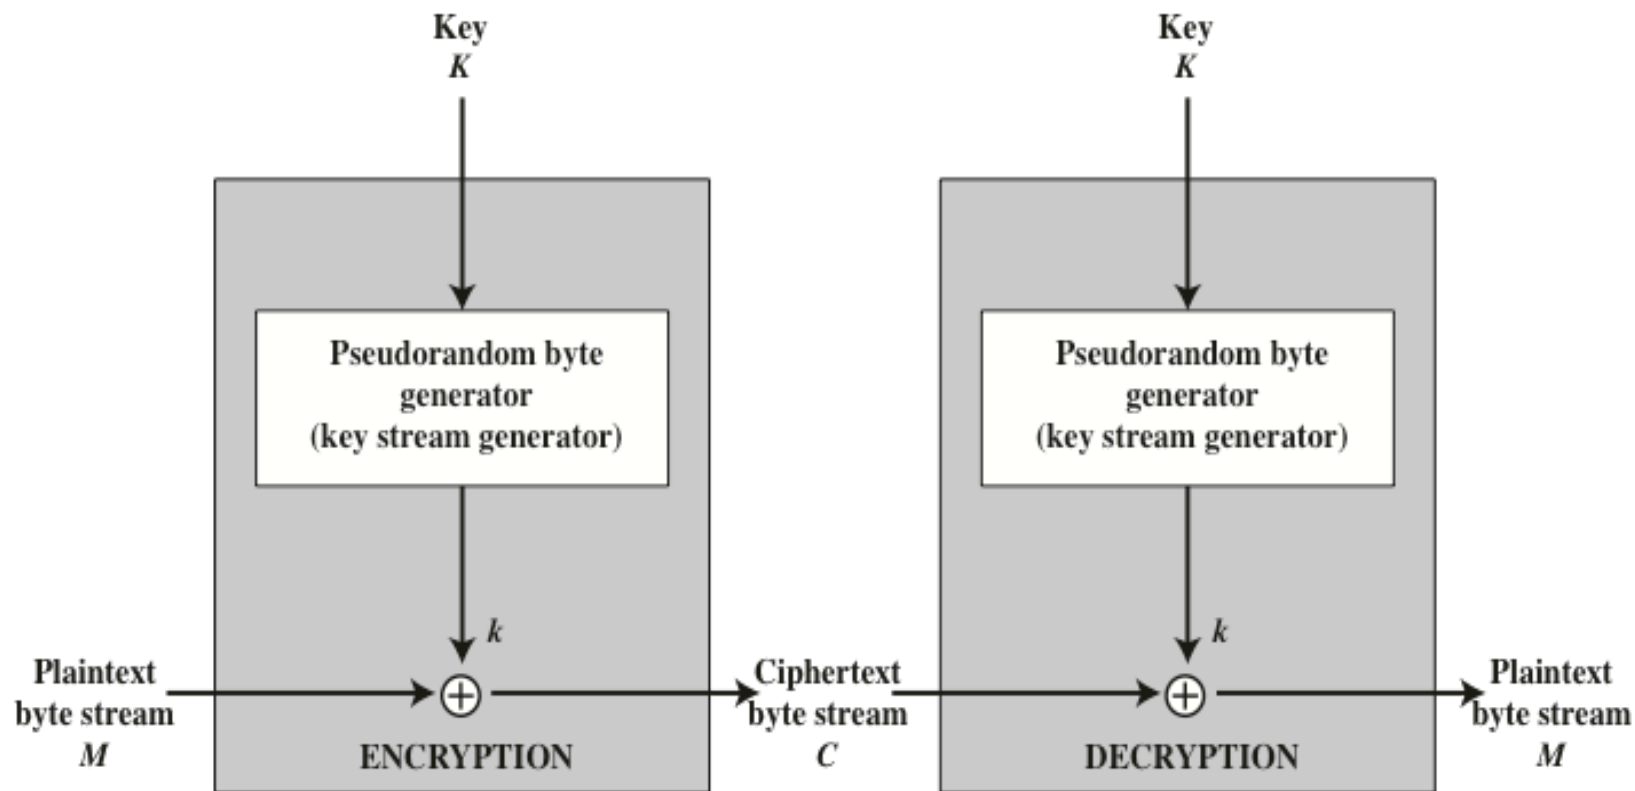 Key
K
Pseudorandom byte
generator
(key stream generator)
k
Plaintext
byte stream
M
ENCRYPTION
Ciphertext
byte stream
C
Key
K
Pseudorandom byte
generator
(key stream generator)
k
DECRYPTION
Plaintext
byte stream
M